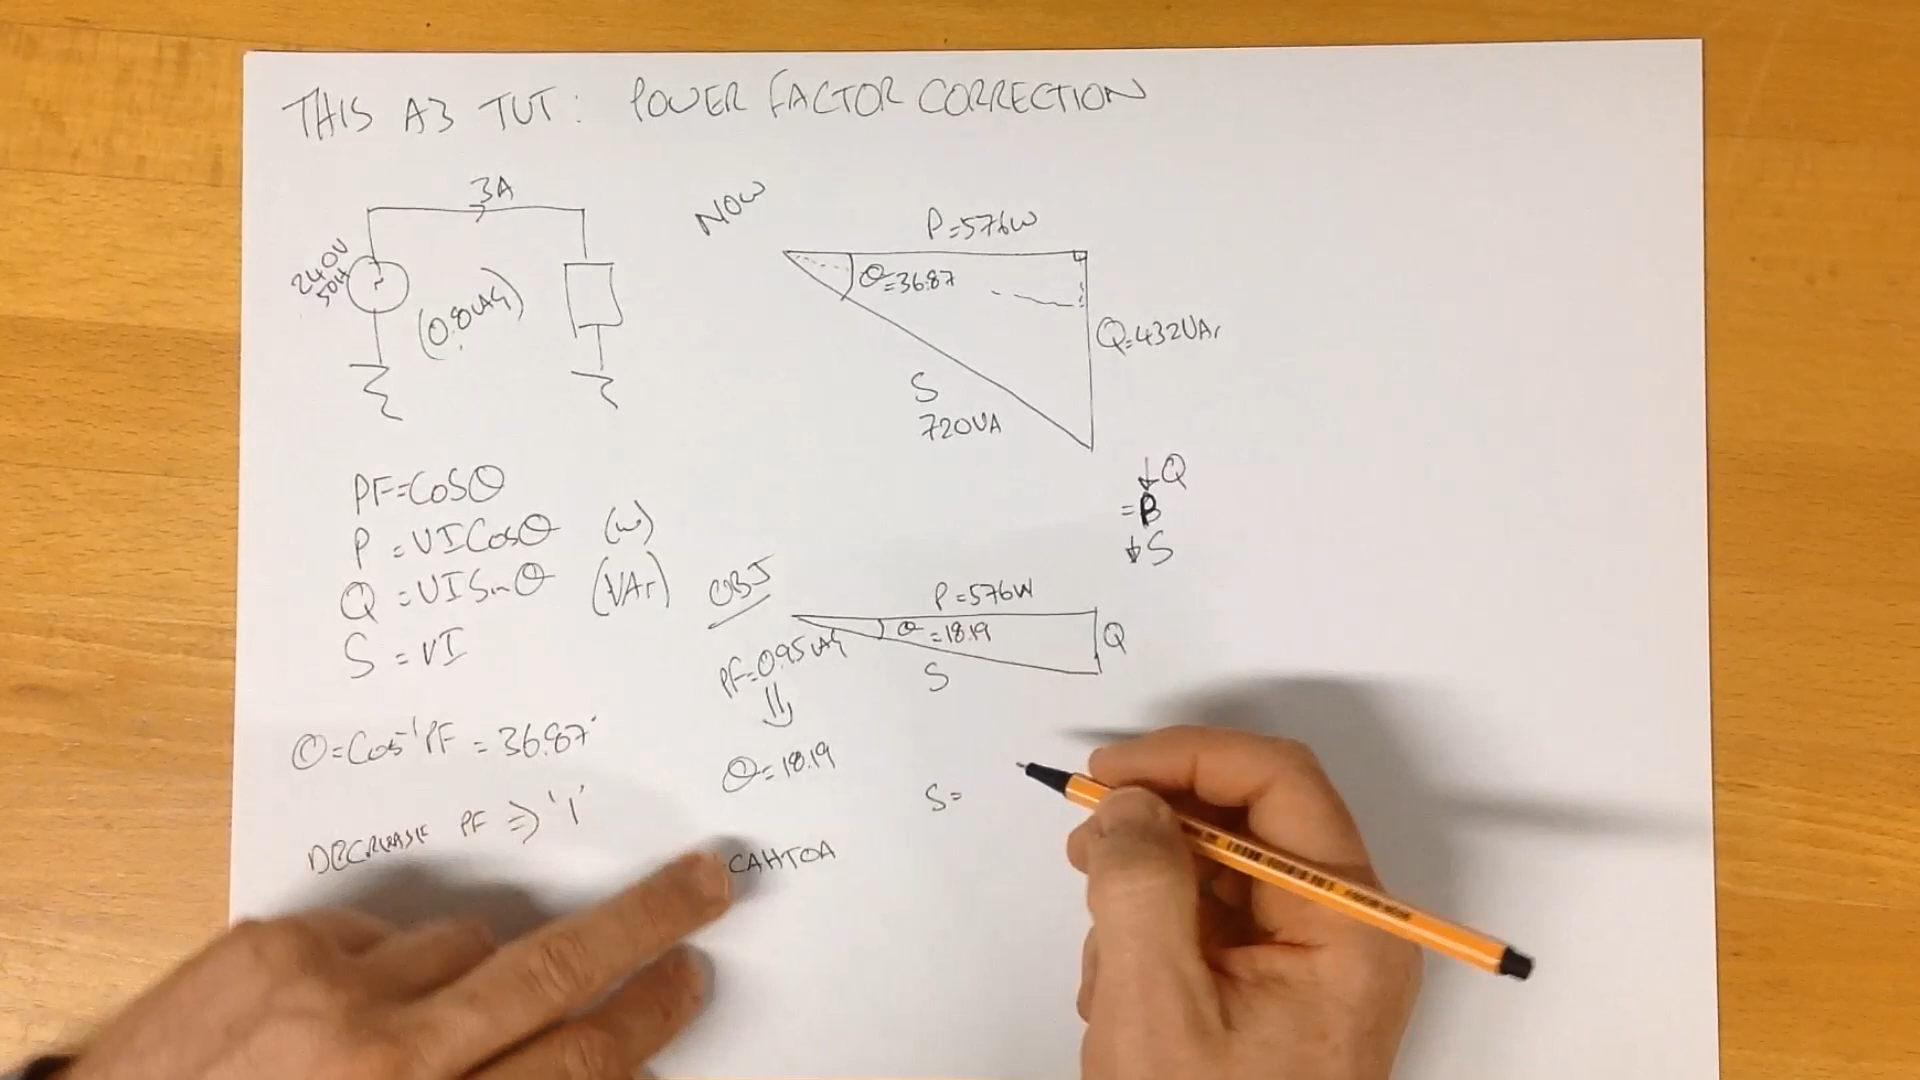 THIS A3 TUT: POWER FACTOR CORRECTION
3A
240V
50H
(0.8LAG)
PF=COSΘ
P = VICosΘ (W)
Q = VISinΘ (VAr)
S = VI
Θ=Cos⁻¹PF = 36.87°
DECREASE PF ⇒ '1'
NOW
P=576W
Θ=36.87
Q=432VAr
S
720VA
↓Q
=P
↓S
OBJ
P=576W
Θ=18.19
Q
S
PF=0.95LAG
⇓
Θ=18.19
CAHTOA
S=